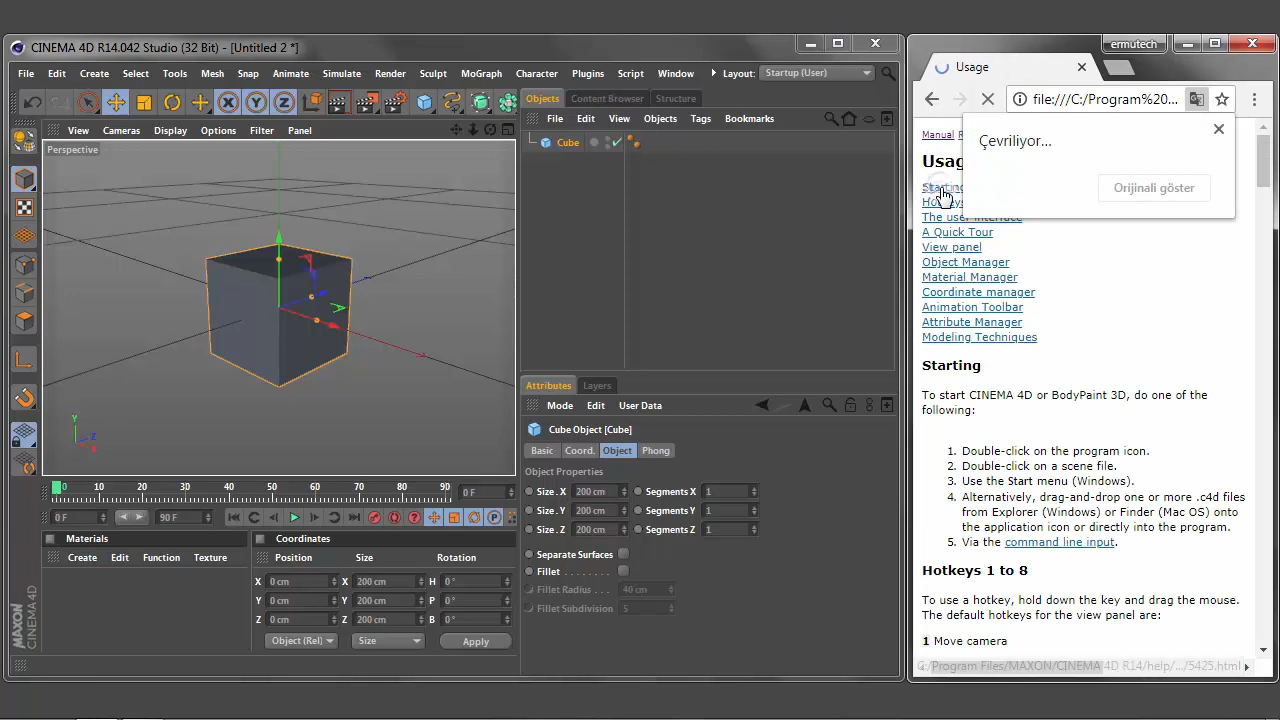 CINEMA 4D R14.042 Studio (32 Bit) - [Untitled 2 *]
File Edit Create Select Tools Mesh Snap Animate Simulate Render Sculpt MoGraph Character Plugins Script Window Layout: Startup (User)
X Y Z
View Cameras Display Options Filter Panel
Perspective
Y
Z
X
0 10 20 30 40 50 60 70 80 90
0 F
0 F 90 F
P
Materials
Create Edit Function Texture
Coordinates
Position Size Rotation
X 0 cm X 200 cm H 0 °
Y 0 cm Y 200 cm P 0 °
Z 0 cm Z 200 cm B 0 °
Object (Rel) Size Apply
MAXON
CINEMA 4D
Objects Content Browser Structure
File Edit View Objects Tags Bookmarks
Cube
Attributes Layers
Mode Edit User Data
Cube Object [Cube]
Basic Coord. Object Phong
Object Properties
Size . X 200 cm Segments X 1
Size . Y 200 cm Segments Y 1
Size . Z 200 cm Segments Z 1
Separate Surfaces
Fillet . . . . . . . .
Fillet Radius . . . 40 cm
Fillet Subdivision 5
ermutech
Usage
file:///C:/Program%20...
Çevriliyor...
Orijinali göster
Manual
Usag
Starting
Hotkeys
The user interface
A Quick Tour
View panel
Object Manager
Material Manager
Coordinate manager
Animation Toolbar
Attribute Manager
Modeling Techniques
Starting
To start CINEMA 4D or BodyPaint 3D, do one of the
following:
1. Double-click on the program icon.
2. Double-click on a scene file.
3. Use the Start menu (Windows).
4. Alternatively, drag-and-drop one or more .c4d files
from Explorer (Windows) or Finder (Mac OS) onto
the application icon or directly into the program.
5. Via the command line input.
Hotkeys 1 to 8
To use a hotkey, hold down the key and drag the mouse.
The default hotkeys for the view panel are:
1 Move camera
C:/Program Files/MAXON/CINEMA 4D R14/help/.../5425.html